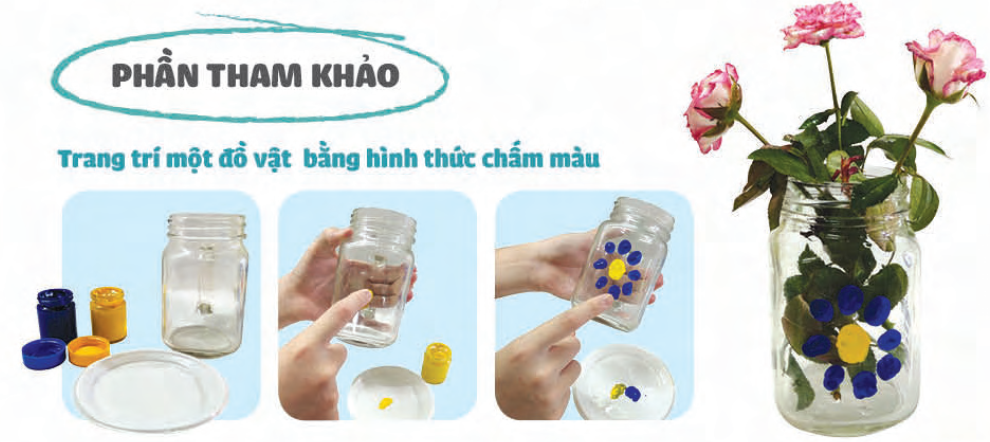 PHẦN THAM KHẢO
Trang trí một đồ vật bằng hình thức chấm màu